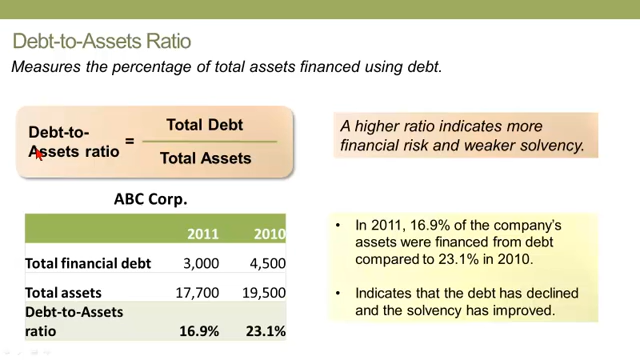 Debt-to-Assets Ratio
Measures the percentage of total assets financed using debt.
Debt-to-
Assets ratio
=
Total Debt
Total Assets
A higher ratio indicates more
financial risk and weaker solvency.
ABC Corp.
2011 2010
Total financial debt 3,000 4,500
Total assets 17,700 19,500
Debt-to-Assets
ratio 16.9% 23.1%
• In 2011, 16.9% of the company's
assets were financed from debt
compared to 23.1% in 2010.
• Indicates that the debt has declined
and the solvency has improved.